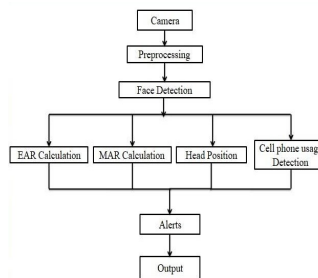 Camera
Preprocessing
Face Detection
EAR Calculation
MAR Calculation
Head Position
Cell phone usag
Detection
Alerts
Output